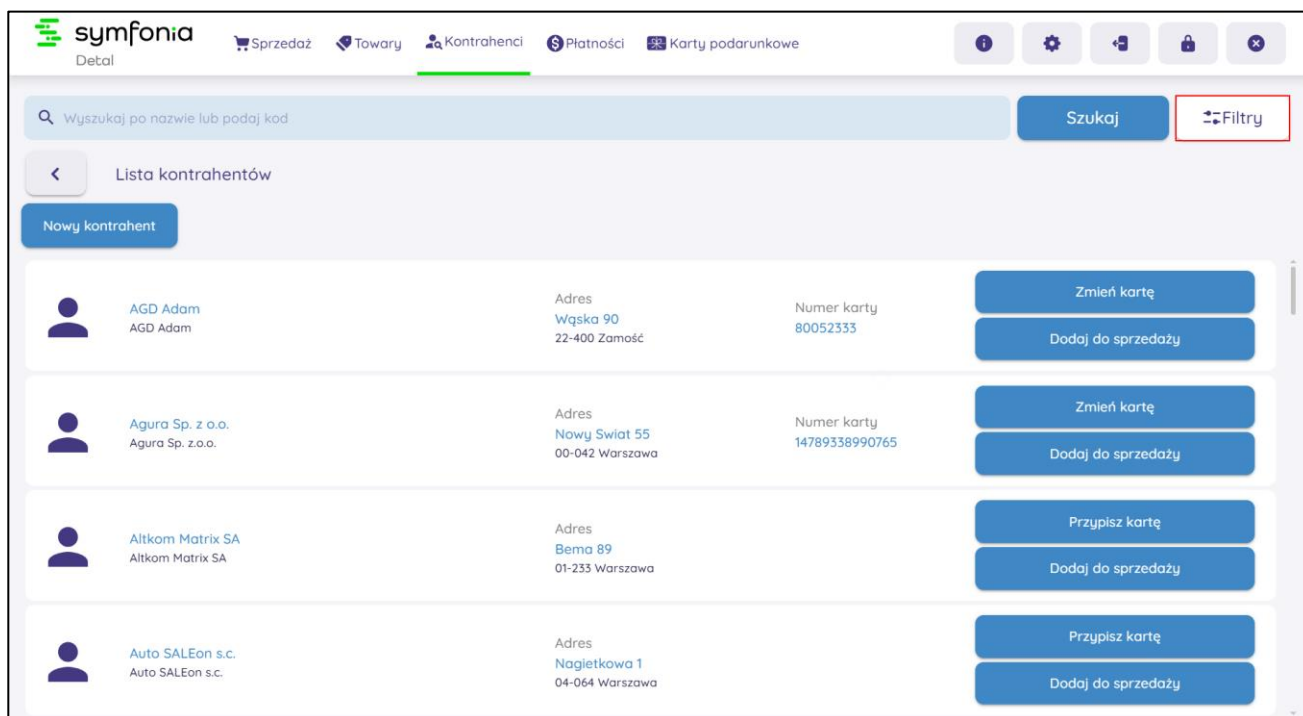 symfonia
Detal
Sprzedaż Towary Kontrahenci Płatności Karty podarunkowe
Wyszukaj po nazwie lub podaj kod
Szukaj
Filtry
Lista kontrahentów
Nowy kontrahent
AGD Adam
AGD Adam
Adres
Wąska 90
22-400 Zamość
Numer karty
80052333
Zmień kartę
Dodaj do sprzedaży
Agura Sp. z o.o.
Agura Sp. z.o.o.
Adres
Nowy Swiat 55
00-042 Warszawa
Numer karty
14789338990765
Zmień kartę
Dodaj do sprzedaży
Altkom Matrix SA
Altkom Matrix SA
Adres
Bema 89
01-233 Warszawa
Przypisz kartę
Dodaj do sprzedaży
Auto SALEon s.c.
Auto SALEon s.c.
Adres
Nagietkowa 1
04-064 Warszawa
Przypisz kartę
Dodaj do sprzedaży